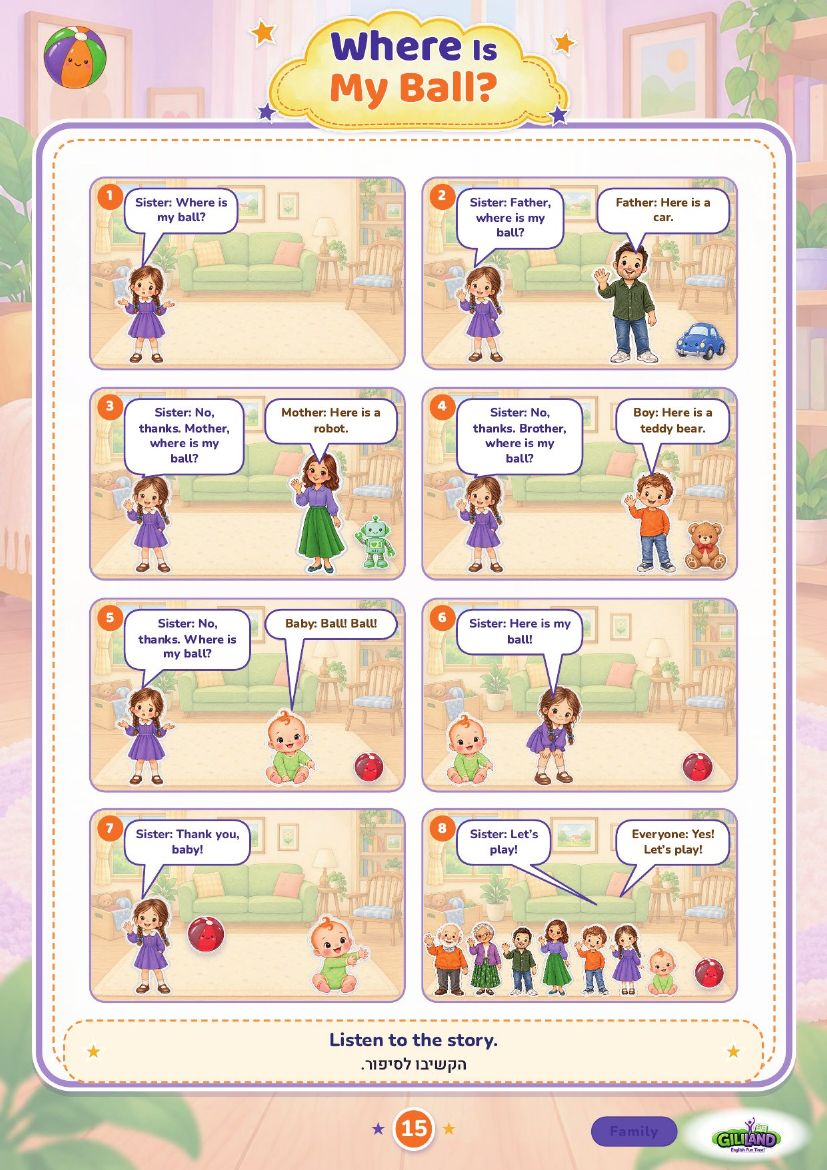 Where Is
My Ball?
1
Sister: Where is
my ball?
2
Sister: Father,
where is my
ball?
Father: Here is a
car.
3
Sister: No,
thanks. Mother,
where is my
ball?
Mother: Here is a
robot.
4
Sister: No,
thanks. Brother,
where is my
ball?
Boy: Here is a
teddy bear.
5
Sister: No,
thanks. Where is
my ball?
Baby: Ball! Ball!
6
Sister: Here is my
ball!
7
Sister: Thank you,
baby!
8
Sister: Let's
play!
Everyone: Yes!
Let's play!
Listen to the story.
הקשיבו לסיפור.
15
Family
GILILAND
English Fun Time!